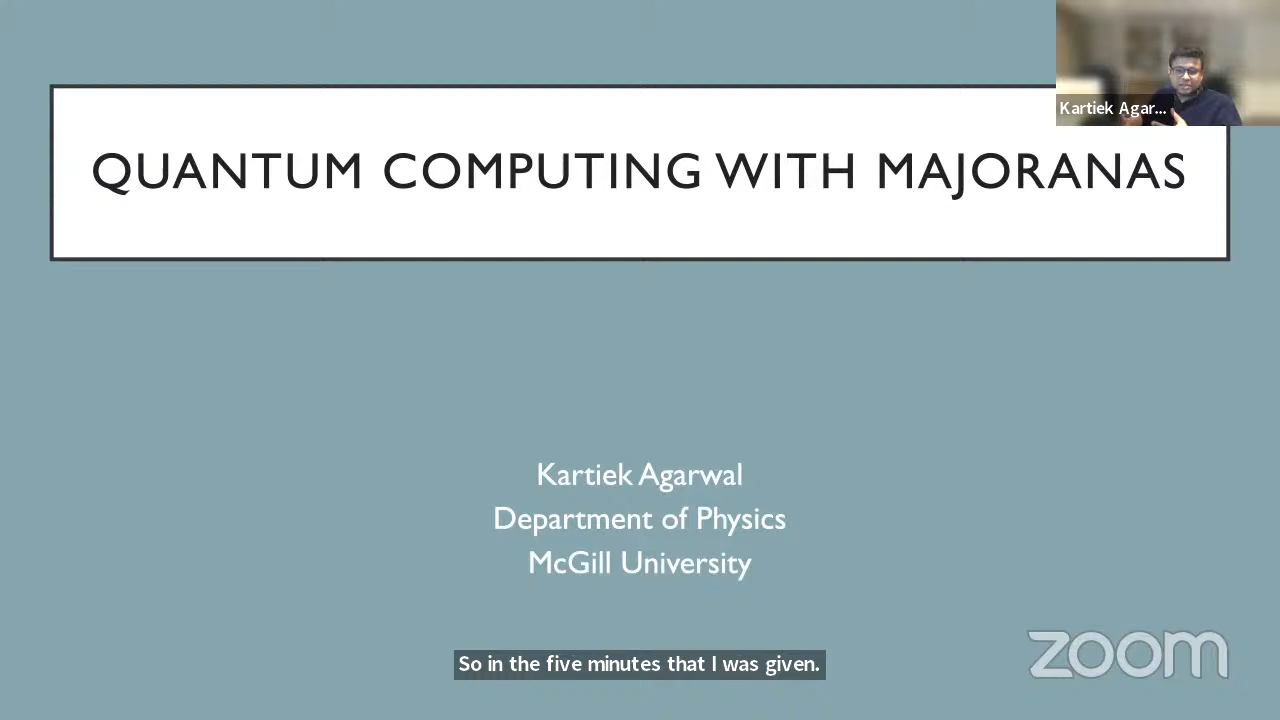 Kartiek Agar...
QUANTUM COMPUTING WITH MAJORANAS
Kartiek Agarwal
Department of Physics
McGill University
So in the five minutes that I was given.
zoom